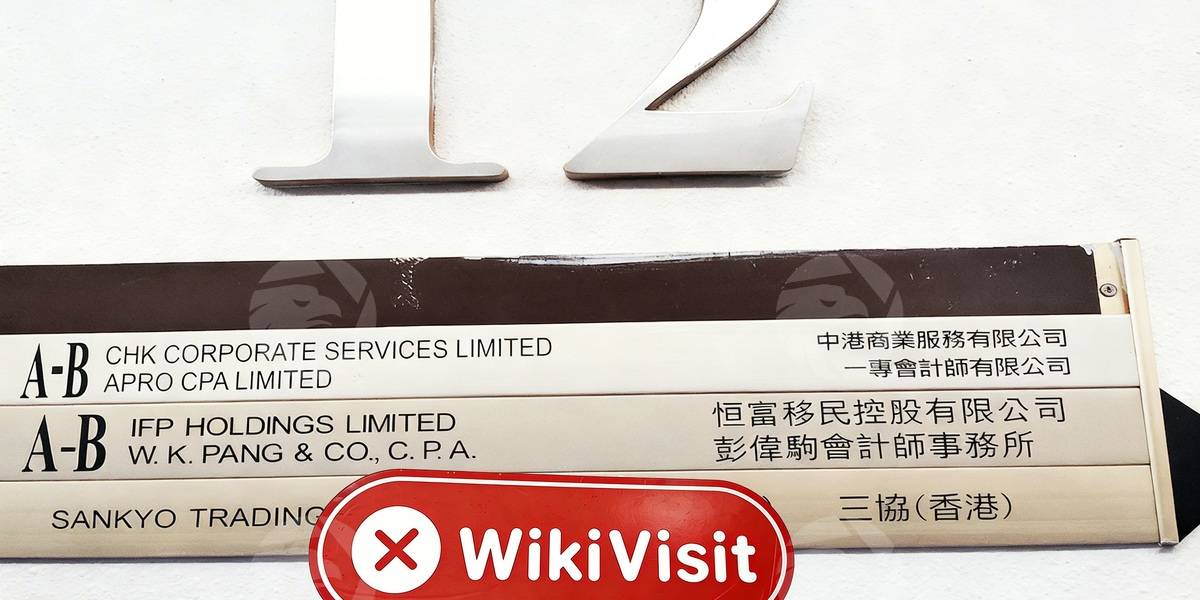 12
A-B CHK CORPORATE SERVICES LIMITED 中港商業服務有限公司
APRO CPA LIMITED 一專會計師有限公司
A-B IFP HOLDINGS LIMITED 恒富移民控股有限公司
W. K. PANG & CO., C. P. A. 彭偉駒會計師事務所
SANKYO TRADING 三協(香港)
WikiVisit